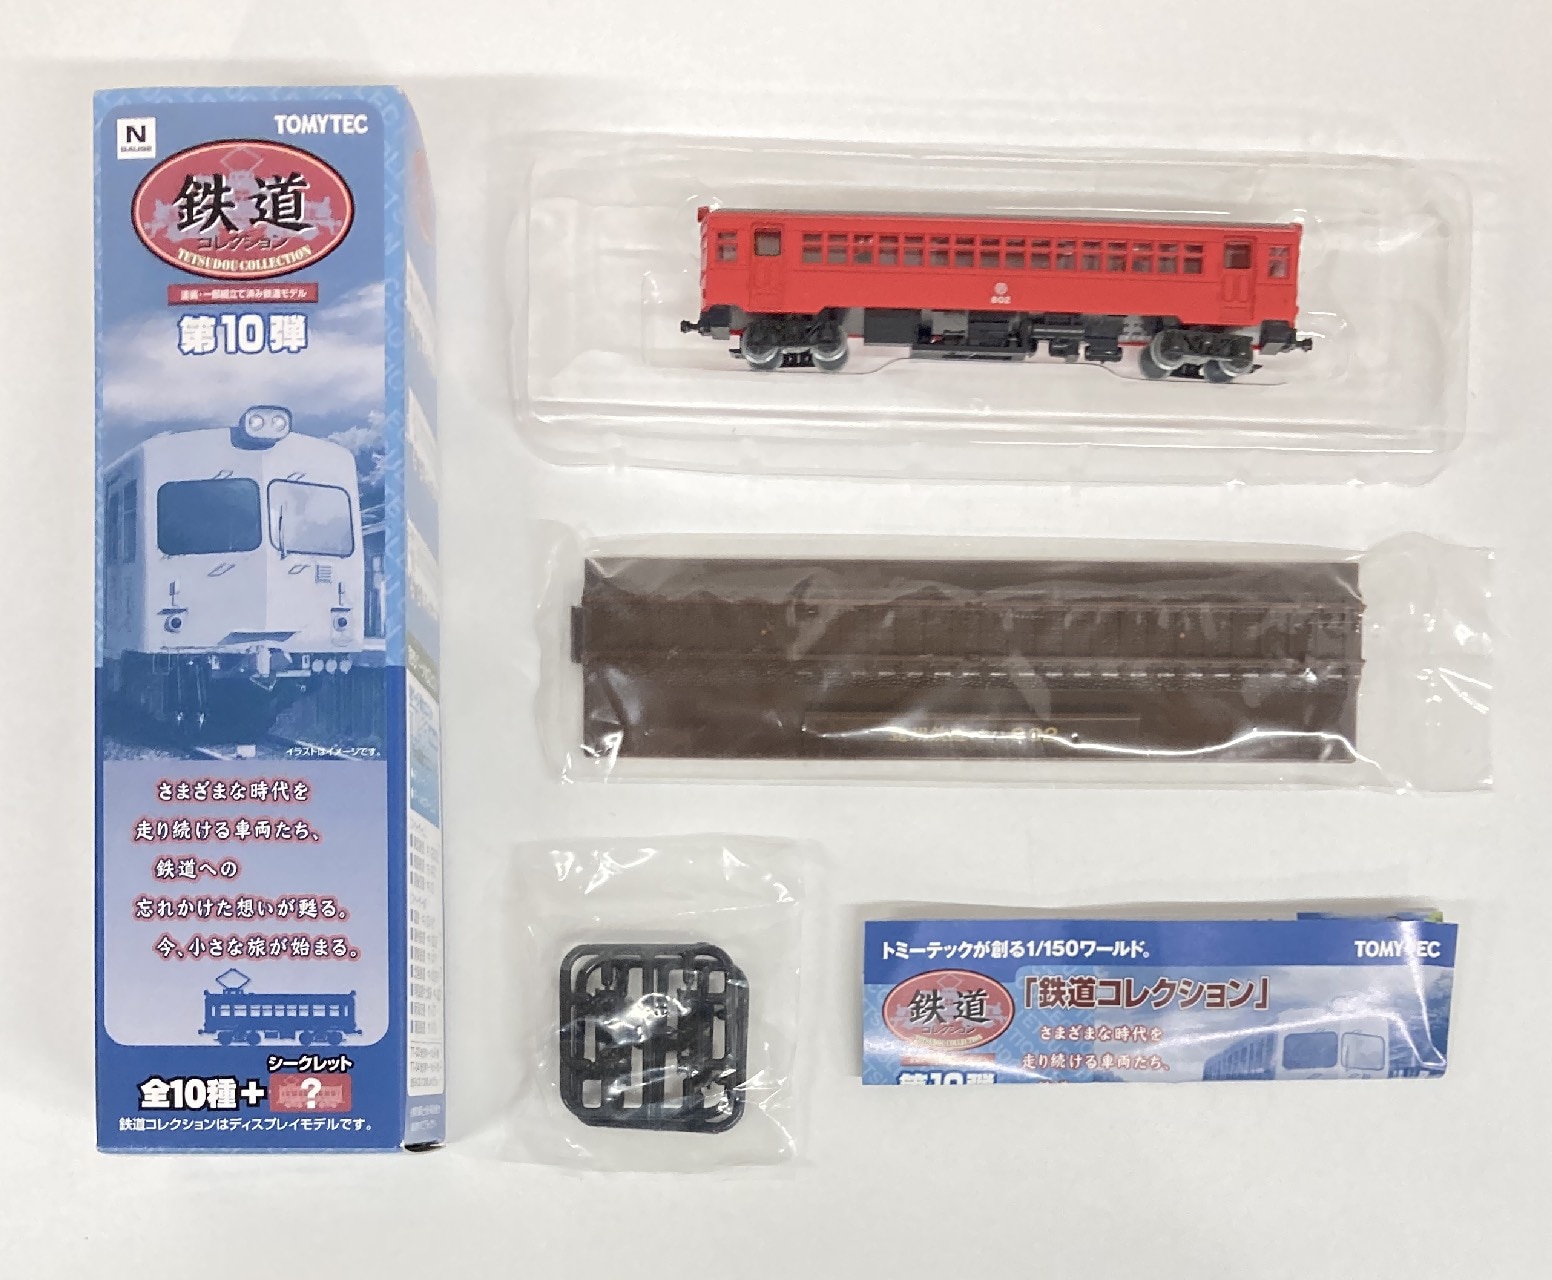 N
GAUGE
TOMYTEC
鉄道
コレクション
TETSUDOU COLLECTION
塗装・一部組立て済み鉄道モデル
第10弾
イラストはイメージです。
さまざまな時代を
走り続ける車両たち、
鉄道への
忘れかけた想いが甦る。
今、小さな旅が始まる。
シークレット
全10種+
?
鉄道コレクションはディスプレイモデルです。
802
トミーテックが創る1/150ワールド。
TOMYTEC
鉄道
コレクション
「鉄道コレクション」
さまざまな時代を
走り続ける車両たち、
第10弾